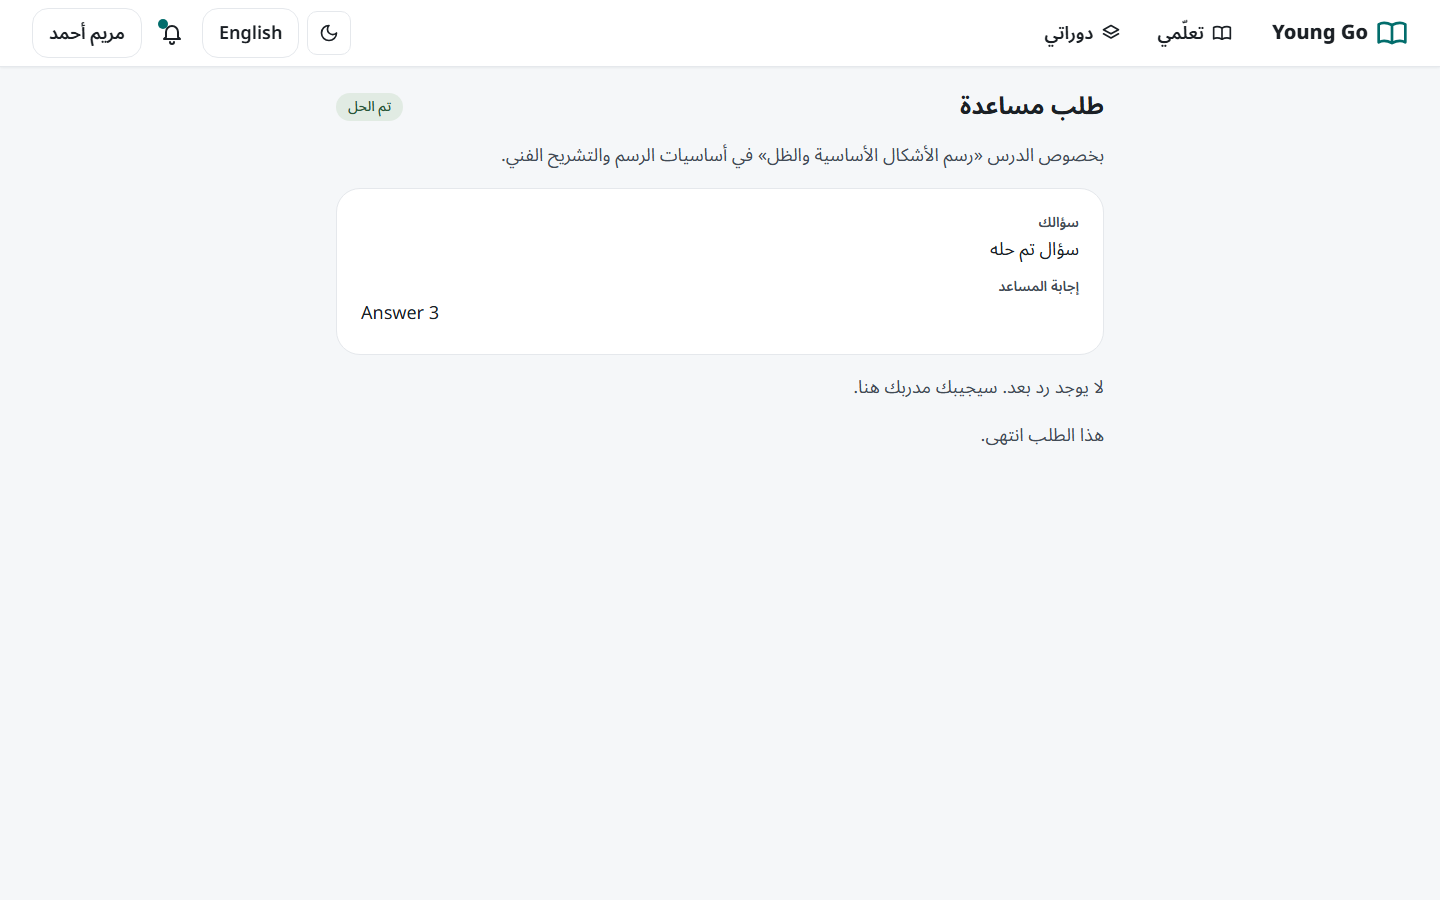 Young Go
تعلّمي
دوراتي
English
مريم أحمد
طلب مساعدة
تم الحل
بخصوص الدرس «رسم الأشكال الأساسية والظل» في أساسيات الرسم والتشريح الفني.
سؤالك
سؤال تم حله
إجابة المساعد
Answer 3
لا يوجد رد بعد. سيجيبك مدربك هنا.
هذا الطلب انتهى.